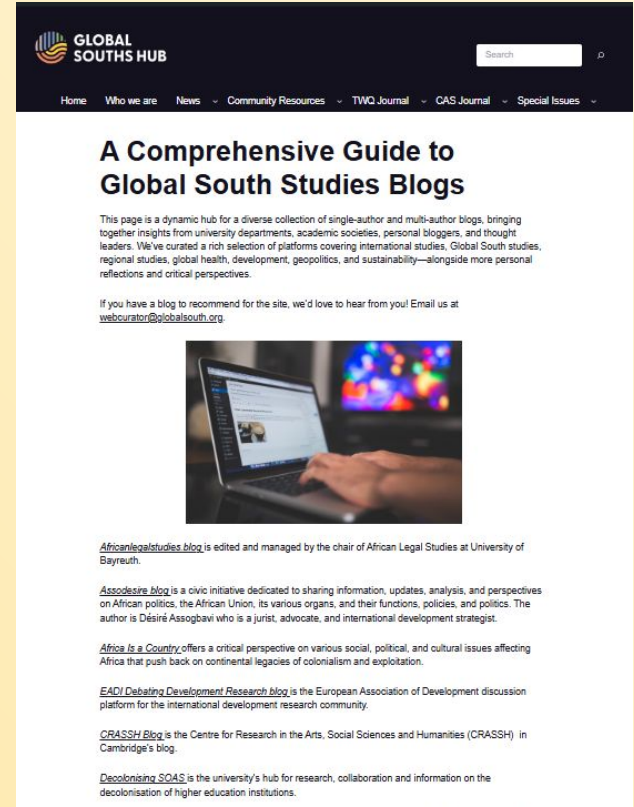 GLOBAL
SOUTHS HUB
Search
Home Who we are News Community Resources TWQ Journal CAS Journal Special Issues
A Comprehensive Guide to
Global South Studies Blogs
This page is a dynamic hub for a diverse collection of single-author and multi-author blogs, bringing
together insights from university departments, academic societies, personal bloggers, and thought
leaders. We've curated a rich selection of platforms covering international studies, Global South studies,
regional studies, global health, development, geopolitics, and sustainability—alongside more personal
reflections and critical perspectives.
If you have a blog to recommend for the site, we'd love to hear from you! Email us at
webcurator@globalsouth.org.
Africanlegalstudies blog is edited and managed by the chair of African Legal Studies at University of
Bayreuth.
Assodesire blog is a civic initiative dedicated to sharing information, updates, analysis, and perspectives
on African politics, the African Union, its various organs, and their functions, policies, and politics. The
author is Désiré Assogbavi who is a jurist, advocate, and international development strategist.
Africa Is a Country offers a critical perspective on various social, political, and cultural issues affecting
Africa that push back on continental legacies of colonialism and exploitation.
EADI Debating Development Research blog is the European Association of Development discussion
platform for the international development research community.
CRASSH Blog is the Centre for Research in the Arts, Social Sciences and Humanities (CRASSH) in
Cambridge's blog.
Decolonising SOAS is the university's hub for research, collaboration and information on the
decolonisation of higher education institutions.